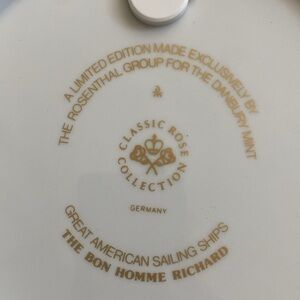 A LIMITED EDITION MADE EXCLUSIVELY BY
THE ROSENTHAL GROUP FOR THE DANBURY MINT
CLASSIC ROSE
COLLECTION
GERMANY
GREAT AMERICAN SAILING SHIPS
THE BON HOMME RICHARD